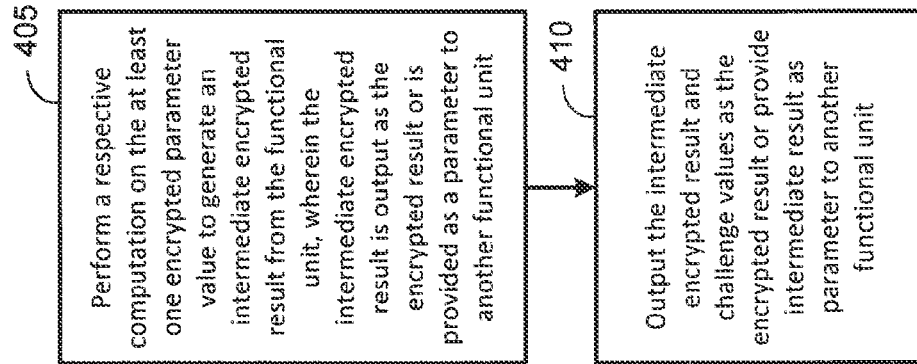 405
Perform a respective
computation on the at least
one encrypted parameter
value to generate an
intermediate encrypted
result from the functional
unit, wherein the
intermediate encrypted
result is output as the
encrypted result or is
provided as a parameter to
another functional unit
410
Output the intermediate
encrypted result and
challenge values as the
encrypted result or provide
intermediate result as
parameter to another
functional unit